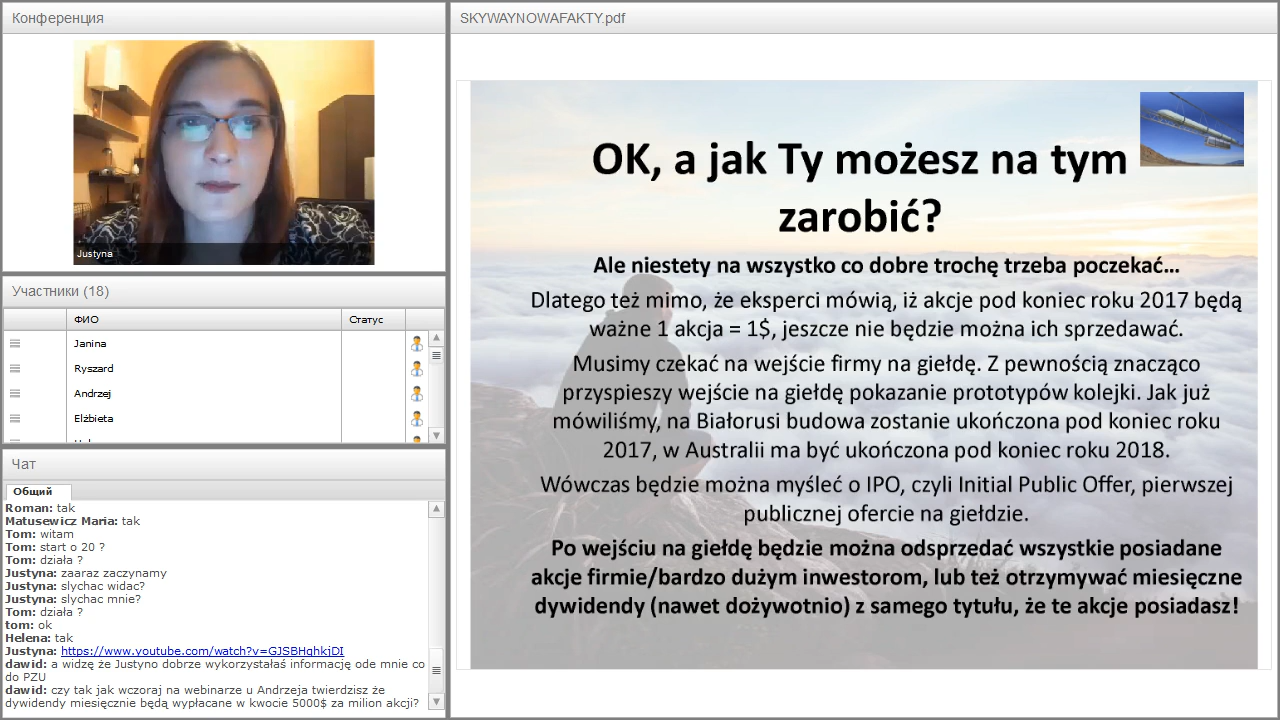 Конференция
Justyna
Участники (18)
ФИО
Статус
Janina
Ryszard
Andrzej
Elżbieta
Чат
Общий
Roman: tak
Matusewicz Maria: tak
Tom: witam
Tom: start o 20 ?
Tom: działa ?
Justyna: zaaraz zaczynamy
Justyna: slychac widac?
Justyna: slychac mnie?
Tom: działa ?
tom: ok
Helena: tak
Justyna: https://www.youtube.com/watch?v=GJSBHghkjDI
dawid: a widzę że Justyno dobrze wykorzystałaś informację ode mnie co
do PZU
dawid: czy tak jak wczoraj na webinarze u Andrzeja twierdzisz że
dywidendy miesięcznie będą wypłacane w kwocie 5000$ za milion akcji?
SKYWAYNOWAFAKTY.pdf
OK, a jak Ty możesz na tym
zarobić?
Ale niestety na wszystko co dobre trochę trzeba poczekać...
Dlatego też mimo, że eksperci mówią, iż akcje pod koniec roku 2017 będą
ważne 1 akcja = 1$, jeszcze nie będzie można ich sprzedawać.
Musimy czekać na wejście firmy na giełdę. Z pewnością znacząco
przyspieszy wejście na giełdę pokazanie prototypów kolejki. Jak już
mówiliśmy, na Białorusi budowa zostanie ukończona pod koniec roku
2017, w Australii ma być ukończona pod koniec roku 2018.
Wówczas będzie można myśleć o IPO, czyli Initial Public Offer, pierwszej
publicznej ofercie na giełdzie.
Po wejściu na giełdę będzie można odsprzedać wszystkie posiadane
akcje firmie/bardzo dużym inwestorom, lub też otrzymywać miesięczne
dywidendy (nawet dożywotnio) z samego tytułu, że te akcje posiadasz!